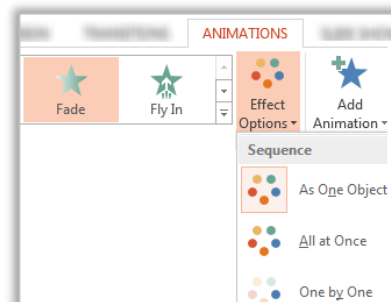 ANIMATIONS
Fade
Fly In
Effect
Options
Add
Animation
Sequence
As One Object
All at Once
One by One